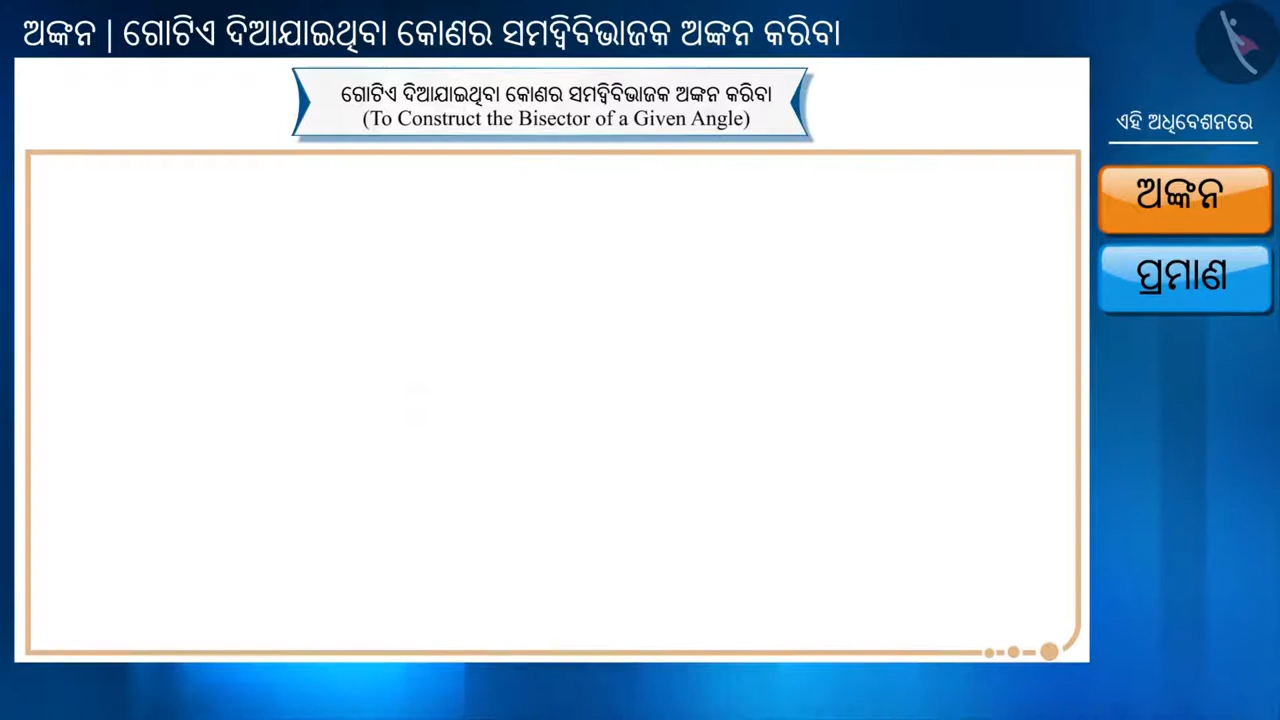 ଅଙ୍କନ | ଗୋଟିଏ ଦିଆଯାଇଥିବା କୋଣର ସମଦ୍ୱିବିଭାଜକ ଅଙ୍କନ କରିବା
ଗୋଟିଏ ଦିଆଯାଇଥିବା କୋଣର ସମଦ୍ୱିବିଭାଜକ ଅଙ୍କନ କରିବା
(To Construct the Bisector of a Given Angle)
ଏହି ଅଧିବେଶନରେ
ଅଙ୍କନ
ପ୍ରମାଣ